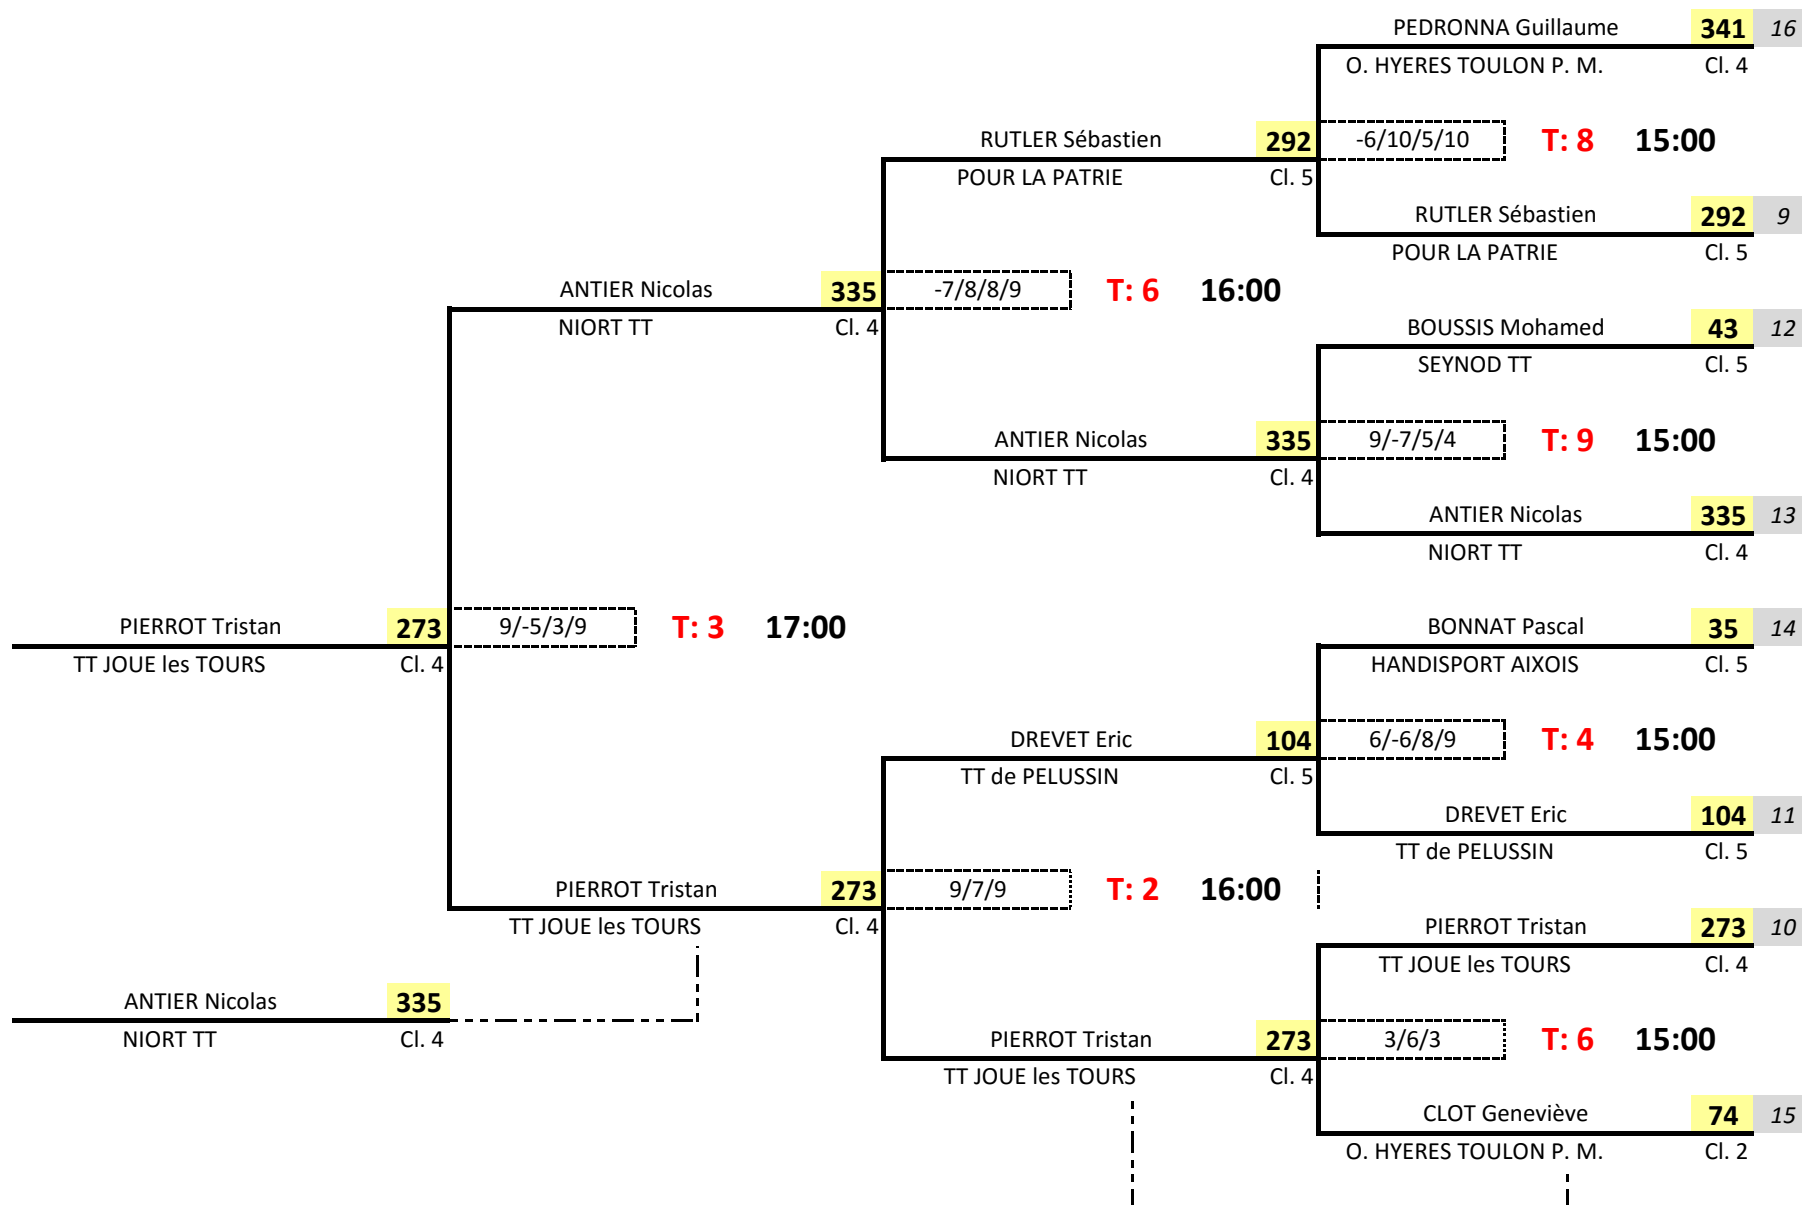 PEDRONNA Guillaume 341 16
O. HYERES TOULON P. M. Cl. 4
RUTLER Sébastien 292 -6/10/5/10 T: 8 15:00
POUR LA PATRIE Cl. 5
RUTLER Sébastien 292 9
POUR LA PATRIE Cl. 5
ANTIER Nicolas 335 -7/8/8/9 T: 6 16:00
NIORT TT Cl. 4
BOUSSIS Mohamed 43 12
SEYNOD TT Cl. 5
ANTIER Nicolas 335 9/-7/5/4 T: 9 15:00
NIORT TT Cl. 4
ANTIER Nicolas 335 13
NIORT TT Cl. 4
PIERROT Tristan 273 9/-5/3/9 T: 3 17:00 BONNAT Pascal 35 14
TT JOUE les TOURS Cl. 4 HANDISPORT AIXOIS Cl. 5
DREVET Eric 104 6/-6/8/9 T: 4 15:00
TT de PELUSSIN Cl. 5
DREVET Eric 104 11
TT de PELUSSIN Cl. 5
PIERROT Tristan 273 9/7/9 T: 2 16:00
TT JOUE les TOURS Cl. 4 PIERROT Tristan 273 10
TT JOUE les TOURS Cl. 4
ANTIER Nicolas 335
NIORT TT Cl. 4 PIERROT Tristan 273 3/6/3 T: 6 15:00
TT JOUE les TOURS Cl. 4
CLOT Geneviève 74 15
O. HYERES TOULON P. M. Cl. 2